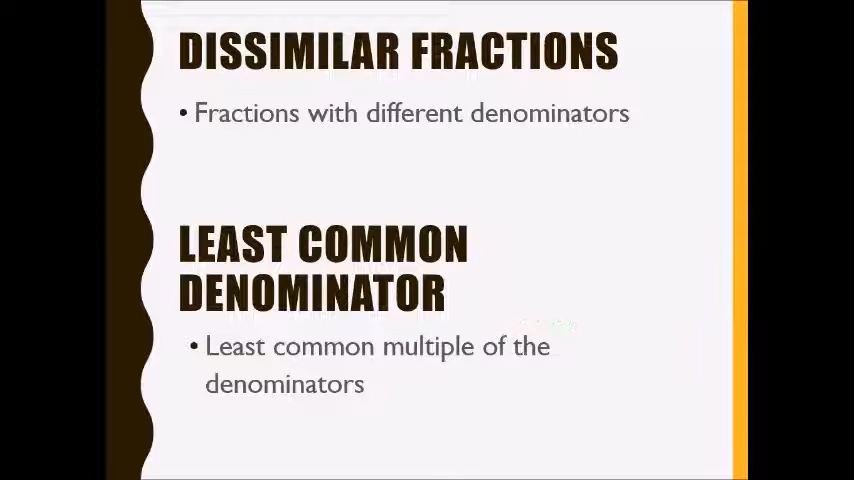 DISSIMILAR FRACTIONS
• Fractions with different denominators
LEAST COMMON
DENOMINATOR
• Least common multiple of the
denominators